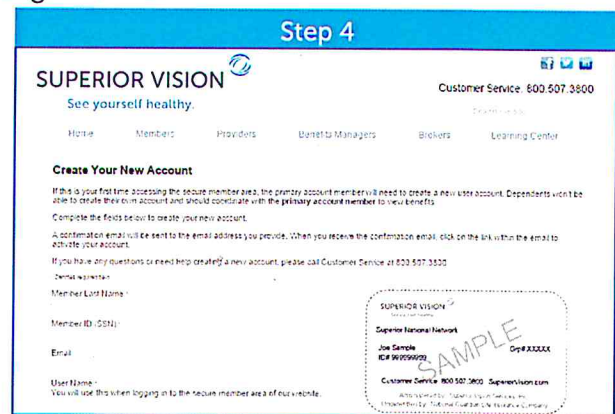 Step 4
SUPERIOR VISION
See yourself healthy.
Customer Service: 800.507.3800
Home Members Providers Benefits Managers Brokers Learning Center
Create Your New Account
If this is your first time accessing the secure member area, the primary account member will need to create a new user account. Dependents won't be
able to create their own account and should coordinate with the primary account member to view benefits.
Complete the fields below to create your new account.
A confirmation email will be sent to the email address you provide. When you receive the confirmation email, click on the link within the email to
activate your account.
If you have any questions or need help creating a new account, please call Customer Service at 800.507.3800
Member Last Name *
Member ID (SSN)
Email
User Name *
You will use this when logging in to the secure member area of our website.
SUPERIOR VISION
Superior National Network
Joe Sample Grp# XXXXX
ID# 999999999
SAMPLE
Customer Service 800.507.3800 SuperiorVision.com